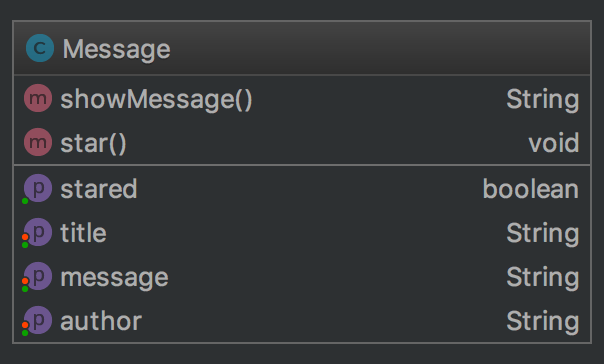 C Message
m showMessage() String
m star() void
p stared boolean
p title String
p message String
p author String